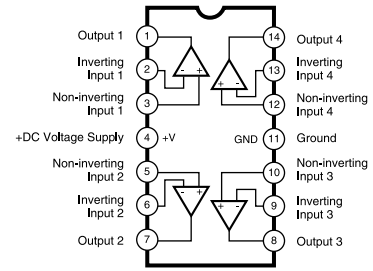 Output 1
1
14
Output 4
Inverting
Input 1
2
- +
+ -
13
Inverting
Input 4
Non-inverting
Input 1
3
12
Non-inverting
Input 4
+DC Voltage Supply
4
+V
GND
11
Ground
Non-inverting
Input 2
5
10
Non-inverting
Input 3
Inverting
Input 2
6
- +
+ -
9
Inverting
Input 3
Output 2
7
8
Output 3